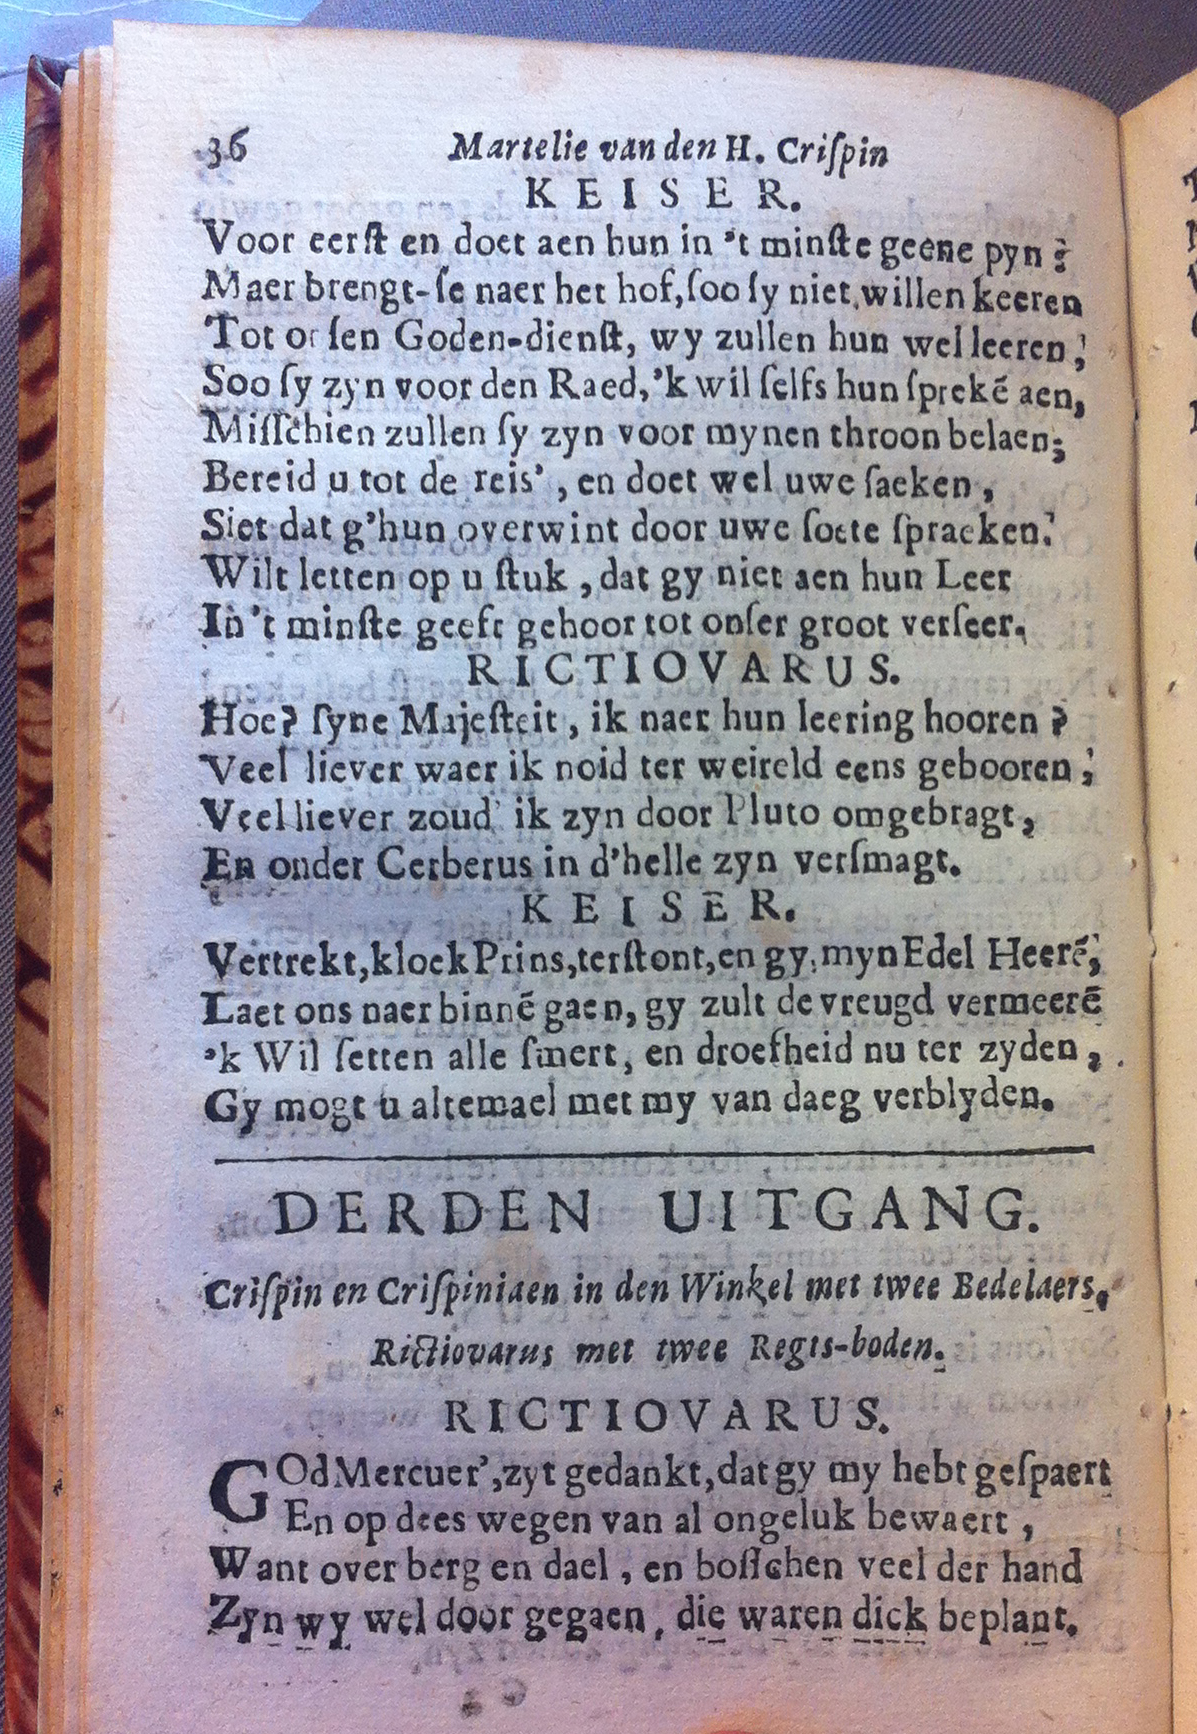 36 Martelie van den H. Criſpin
KEISER.
Voor eerſt en doet aen hun in 't minſte geene pyn;
Maer brengt-ſe naer het hof, ſoo ſy niet willen keeren
Tot onſen Goden-dienſt, wy zullen hun wel leeren;
Soo ſy zyn voor den Raed, 'k wil ſelfs hun ſprekē aen,
Miſſchien zullen ſy zyn voor mynen throon belaen;
Bereid u tot de reis', en doet wel uwe ſaeken,
Siet dat g'hun overwint door uwe ſoete ſpraeken:
Wilt letten op u ſtuk, dat gy niet aen hun Leer
In 't minſte geeft gehoor tot onſer groot verſeer.
RICTIOVARUS.
Hoe? ſyne Majeſteit, ik naer hun leering hooren?
Veel liever waer ik noid ter weireld eens gebooren;
Veel liever zoud' ik zyn door Pluto omgebragt,
En onder Cerberus in d'helle zyn verſmagt.
KEISER.
Vertrekt, kloek Prins, terſtont, en gy, myn Edel Heerē,
Laet ons naer binnē gaen, gy zult de vreugd vermeerē
'k Wil ſetten alle ſmert, en droefheid nu ter zyden,
Gy mogt u altemael met my van daeg verblyden.
DERDEN UITGANG.
Criſpin en Criſpiniaen in den Winkel met twee Bedelaers,
Rictiovarus met twee Regts-boden.
RICTIOVARUS.
GOd Mercuer', zyt gedankt, dat gy my hebt geſpaert
En op dees wegen van al ongeluk bewaert,
Want over berg en dael, en boſſchen veel der hand
Zyn wy wel door gegaen, die waren dick beplant.